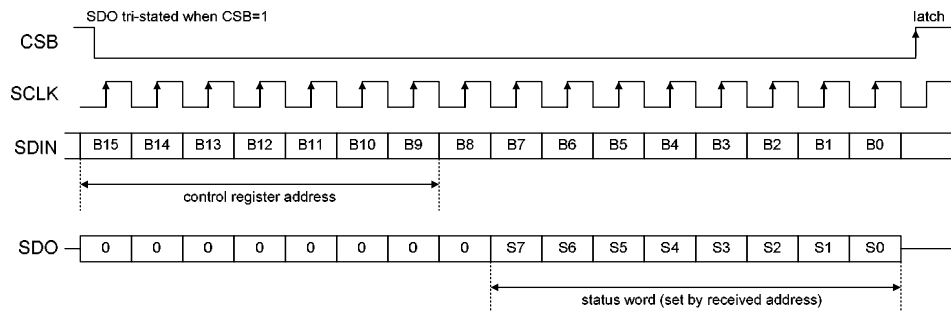 SDO tri-stated when CSB=1 latch
CSB
SCLK
SDIN B15 B14 B13 B12 B11 B10 B9 B8 B7 B6 B5 B4 B3 B2 B1 B0
control register address
SDO 0 0 0 0 0 0 0 0 S7 S6 S5 S4 S3 S2 S1 S0
status word (set by received address)